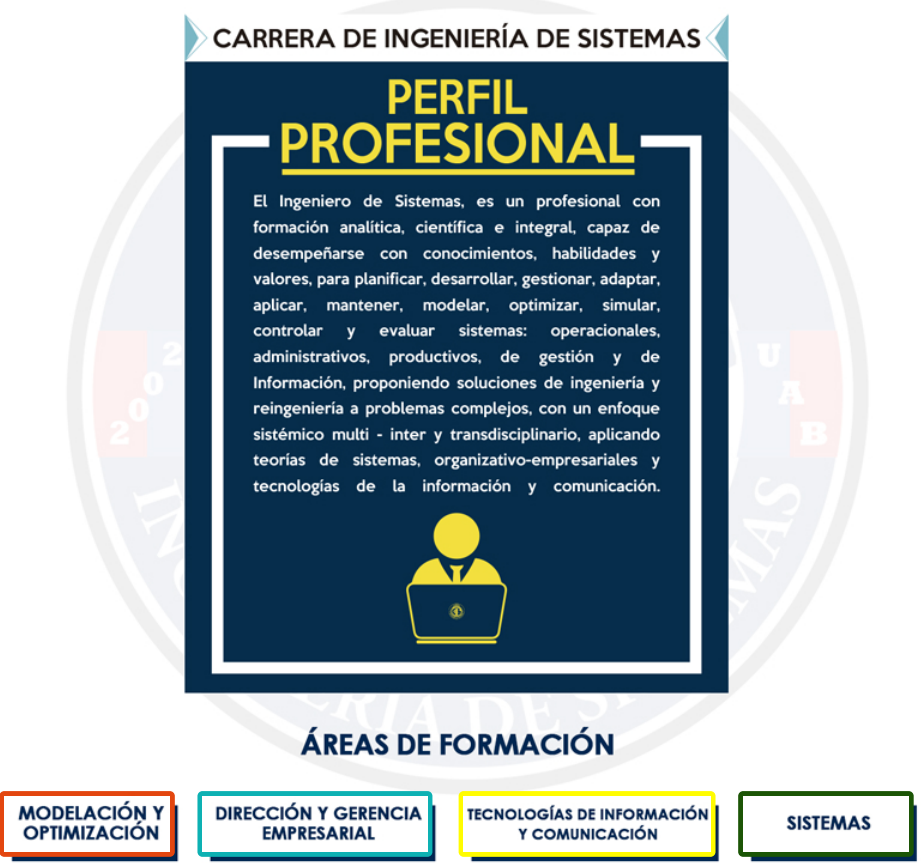 CARRERA DE INGENIERÍA DE SISTEMAS
PERFIL
PROFESIONAL
El Ingeniero de Sistemas, es un profesional con
formación analítica, científica e integral, capaz de
desempeñarse con conocimientos, habilidades y
valores, para planificar, desarrollar, gestionar, adaptar,
aplicar, mantener, modelar, optimizar, simular,
controlar y evaluar sistemas: operacionales,
administrativos, productivos, de gestión y de
Información, proponiendo soluciones de ingeniería y
reingeniería a problemas complejos, con un enfoque
sistémico multi - inter y transdisciplinario, aplicando
teorías de sistemas, organizativo-empresariales y
tecnologías de la información y comunicación.
ÁREAS DE FORMACIÓN
MODELACIÓN Y
OPTIMIZACIÓN
DIRECCIÓN Y GERENCIA
EMPRESARIAL
TECNOLOGÍAS DE INFORMACIÓN
Y COMUNICACIÓN
SISTEMAS